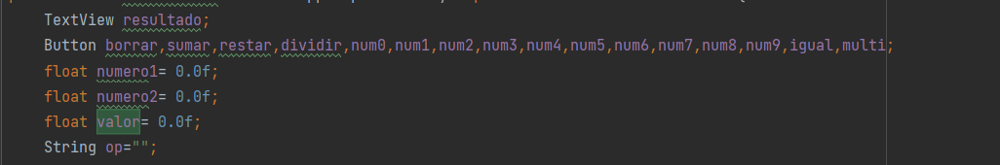 TextView resultado;
Button borrar,sumar,restar,dividir,num0,num1,num2,num3,num4,num5,num6,num7,num8,num9,igual,multi;
float numero1= 0.0f;
float numero2= 0.0f;
float valor= 0.0f;
String op="";